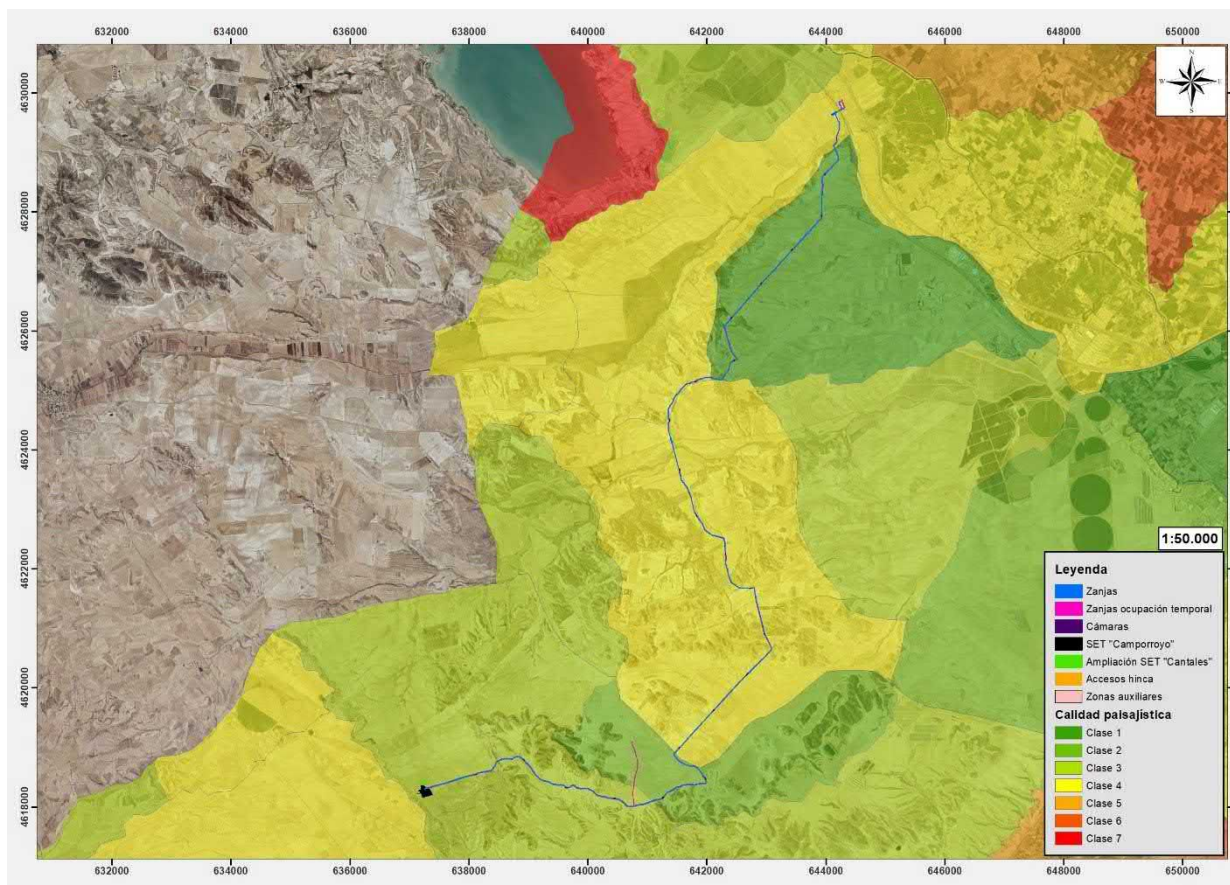 632000 634000 636000 638000 640000 642000 644000 646000 648000 650000
N
W E
S
4630000
4628000
4626000
4624000
4622000
4620000
4618000
1:50.000
Leyenda
Zanjas
Zanjas ocupación temporal
Cámaras
SET "Camporroyo"
Ampliación SET "Cantales"
Accesos hinca
Zonas auxiliares
Calidad paisajística
Clase 1
Clase 2
Clase 3
Clase 4
Clase 5
Clase 6
Clase 7
632000 634000 636000 638000 640000 642000 644000 646000 648000 650000